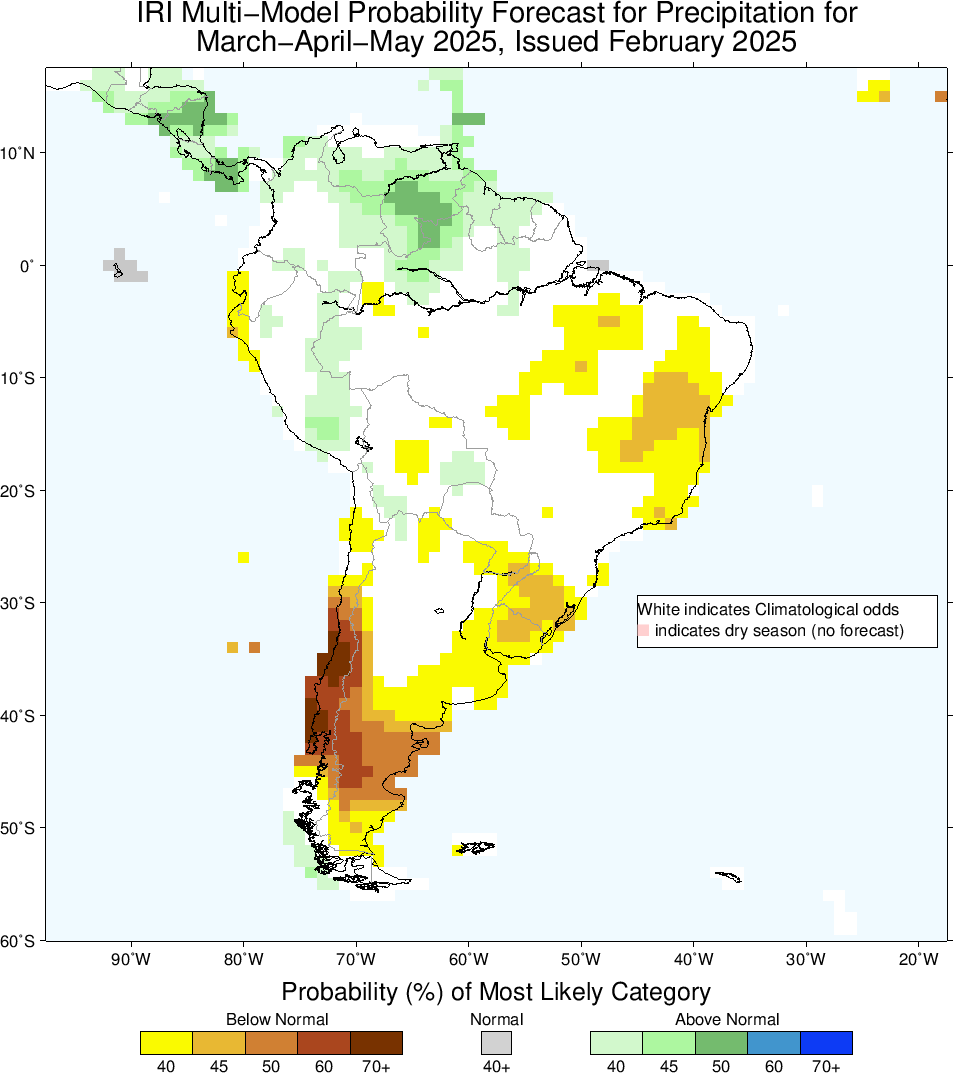 IRI Multi−Model Probability Forecast for Precipitation for
March−April−May 2025, Issued February 2025
10˚N
0˚
10˚S
20˚S
30˚S
40˚S
50˚S
60˚S
White indicates Climatological odds
indicates dry season (no forecast)
90˚W 80˚W 70˚W 60˚W 50˚W 40˚W 30˚W 20˚W
Probability (%) of Most Likely Category
Below Normal Normal Above Normal
40 45 50 60 70+ 40+ 40 45 50 60 70+